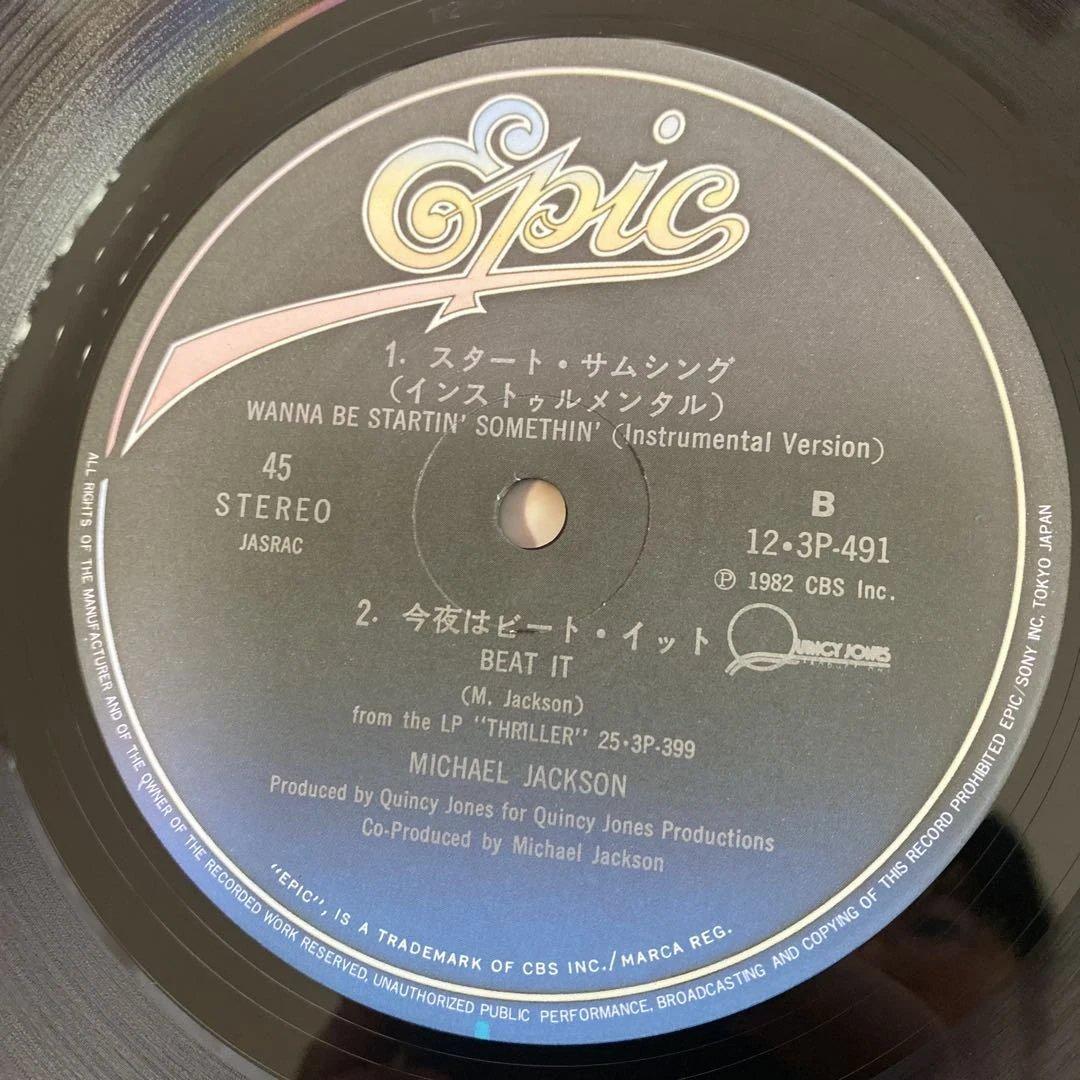 Epic
1. スタート・サムシング
(インストゥルメンタル)
WANNA BE STARTIN' SOMETHIN' (Instrumental Version)
45
STEREO
JASRAC
B
12・3P-491
Ⓟ 1982 CBS Inc.
2. 今夜はビート・イット
BEAT IT
QUINCY JONES
(M. Jackson)
from the LP "THRILLER" 25・3P-399
MICHAEL JACKSON
Produced by Quincy Jones for Quincy Jones Productions
Co-Produced by Michael Jackson
"EPIC", IS A TRADEMARK OF CBS INC./MARCA REG.
ALL RIGHTS OF THE MANUFACTURER AND OF THE OWNER OF THE RECORDED WORK RESERVED, UNAUTHORIZED PUBLIC PERFORMANCE, BROADCASTING AND COPYING OF THIS RECORD PROHIBITED EPIC/SONY INC, TOKYO JAPAN